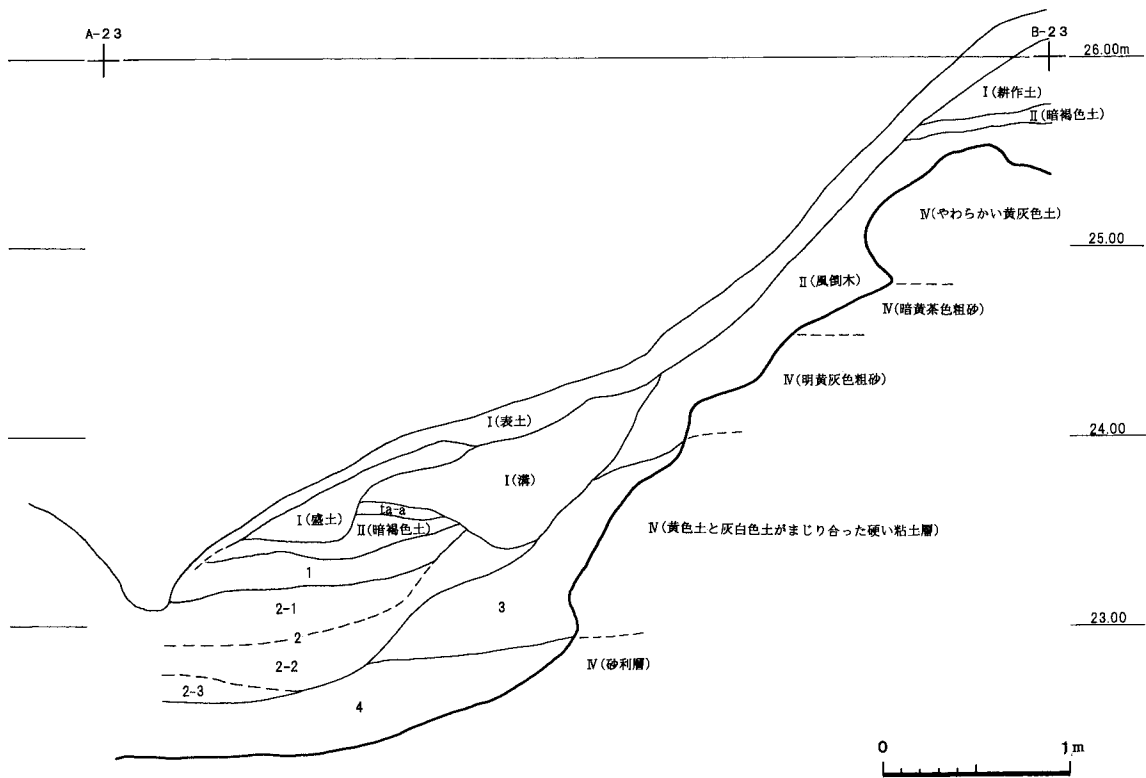 A-23
B-23
26.00m
I(耕作土)
II(暗褐色土)
IV(やわらかい黄灰色土)
25.00
II(風倒木)
IV(暗黄茶色粗砂)
IV(明黄灰色粗砂)
24.00
I(表土)
I(溝)
ta-a
I(盛土)
II(暗褐色土)
IV(黄色土と灰白色土がまじり合った硬い粘土層)
1
2-1
3
23.00
2
2-2
IV(砂利層)
2-3
4
0 1m